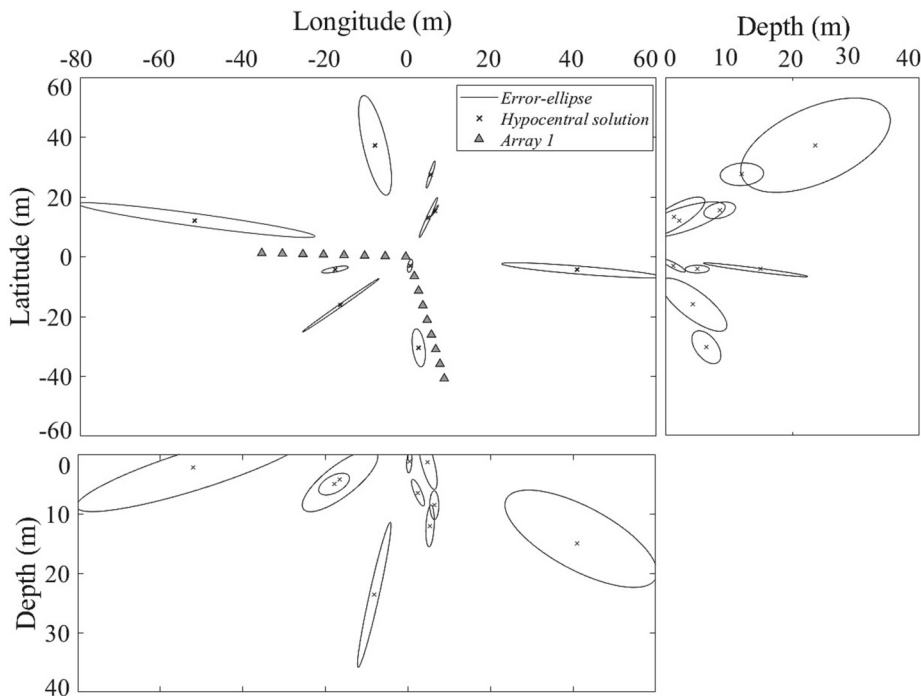 Longitude (m)
Depth (m)
-80 -60 -40 -20 0 20 40 60
0 10 20 30 40
60
40
20
0
-20
-40
-60
Latitude (m)
Error-ellipse
Hypocentral solution
Array 1
0
10
20
30
40
Depth (m)